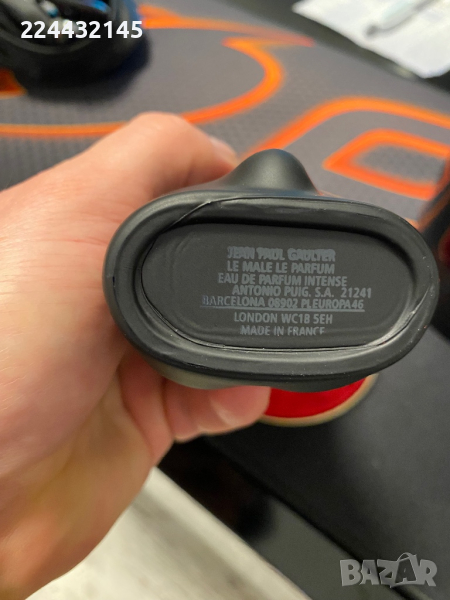 224432145
JEAN PAUL GAULTIER
LE MALE LE PARFUM
EAU DE PARFUM INTENSE
ANTONIO PUIG. S.A. 21241
BARCELONA 08902 PLEUROPA46
LONDON WC1B 5EH
MADE IN FRANCE
BAZAR